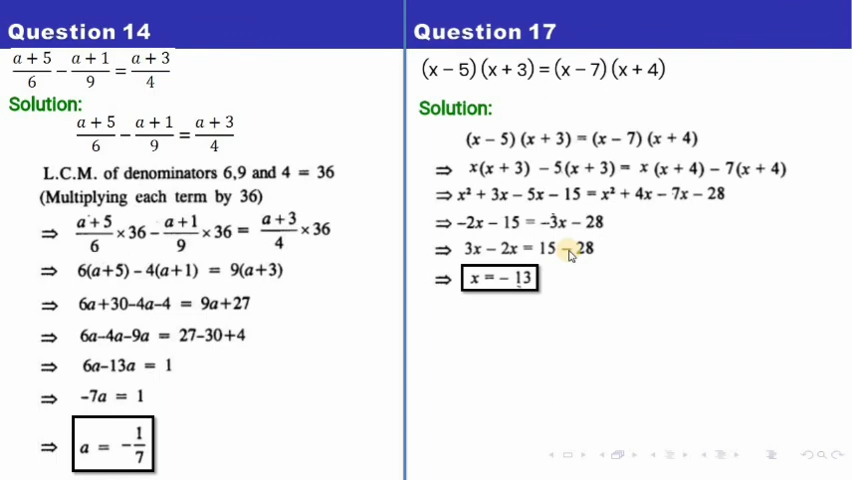 Question 14
a + 5/6 − a + 1/9 = a + 3/4
Solution:
a + 5/6 − a + 1/9 = a + 3/4
L.C.M. of denominators 6,9 and 4 = 36
(Multiplying each term by 36)
⇒ a+5/6 ×36 − a+1/9 ×36 = a+3/4 ×36
⇒ 6(a+5) −4(a+1) = 9(a+3)
⇒ 6a+30-4a-4 = 9a+27
⇒ 6a-4a-9a = 27-30+4
⇒ 6a-13a = 1
⇒ -7a = 1
⇒ a = −1/7
Question 17
(x − 5) (x + 3) = (x − 7) (x + 4)
Solution:
(x − 5) (x + 3) = (x − 7) (x + 4)
⇒ x(x + 3) − 5(x + 3) = x (x + 4) − 7(x + 4)
⇒ x² + 3x − 5x − 15 = x² + 4x − 7x − 28
⇒ −2x − 15 = −3x − 28
⇒ 3x − 2x = 15 − 28
⇒ x = − 13